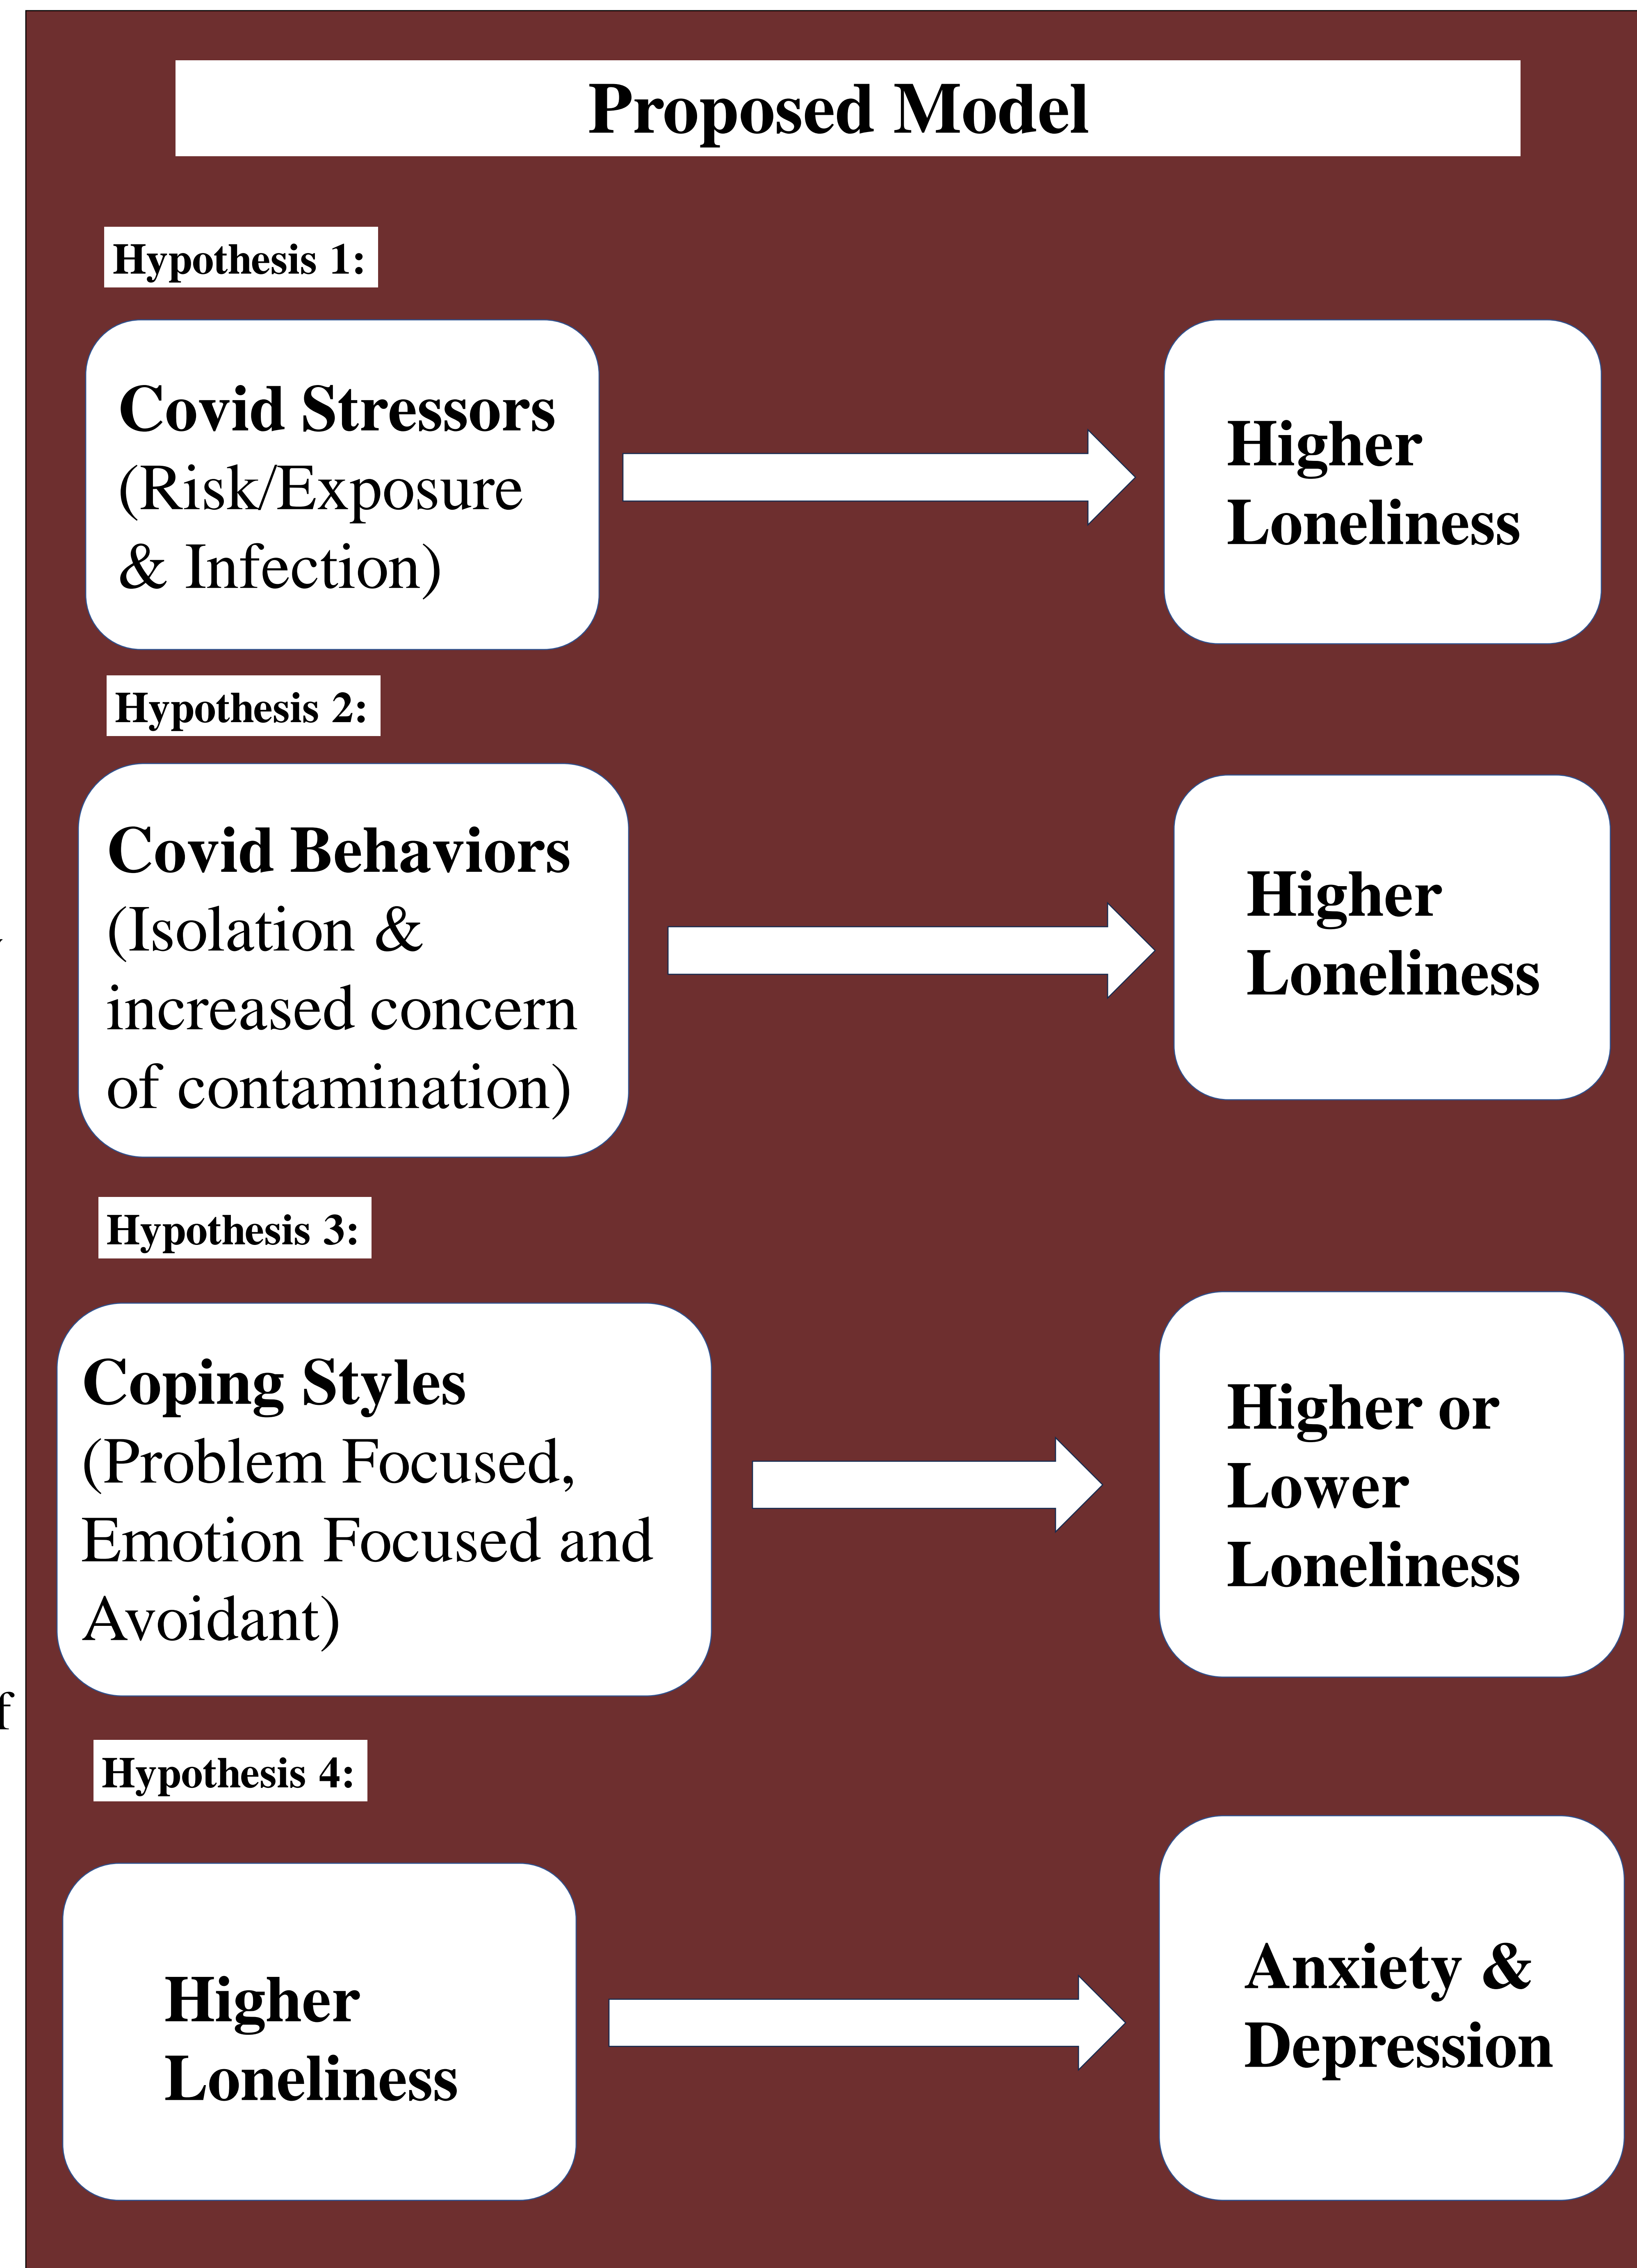 Proposed Model
Hypothesis 1:
Covid Stressors
(Risk/Exposure
& Infection)
Higher
Loneliness
Hypothesis 2:
Covid Behaviors
(Isolation &
increased concern
of contamination)
Higher
Loneliness
Hypothesis 3:
Coping Styles
(Problem Focused,
Emotion Focused and
Avoidant)
Higher or
Lower
Loneliness
Hypothesis 4:
Higher
Loneliness
Anxiety &
Depression